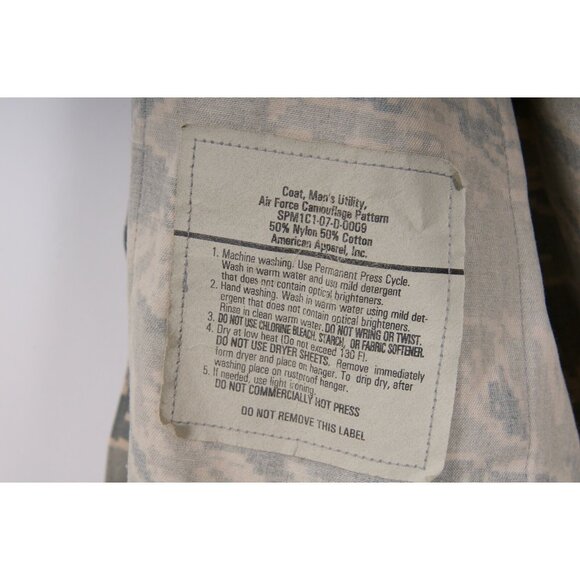 Coat, Man's Utility,
Air Force Camouflage Pattern
SPM1C1-07-D-0009
50% Nylon 50% Cotton
American Apparel, Inc.
1. Machine washing. Use Permanent Press Cycle.
Wash in warm water and use mild detergent
that does not contain optical brighteners.
2. Hand washing. Wash in warm water using mild det-
ergent that does not contain optical brighteners.
Rinse in clean warm water. DO NOT WRING OR TWIST.
3. DO NOT USE CHLORINE BLEACH, STARCH, OR FABRIC SOFTENER.
4. Dry at low heat (Do not exceed 130 F).
DO NOT USE DRYER SHEETS. Remove immediately
form dryer and place on hanger. To drip dry, after
washing place on rustproof hanger.
5. If needed, use light ironing.
DO NOT COMMERCIALLY HOT PRESS
DO NOT REMOVE THIS LABEL